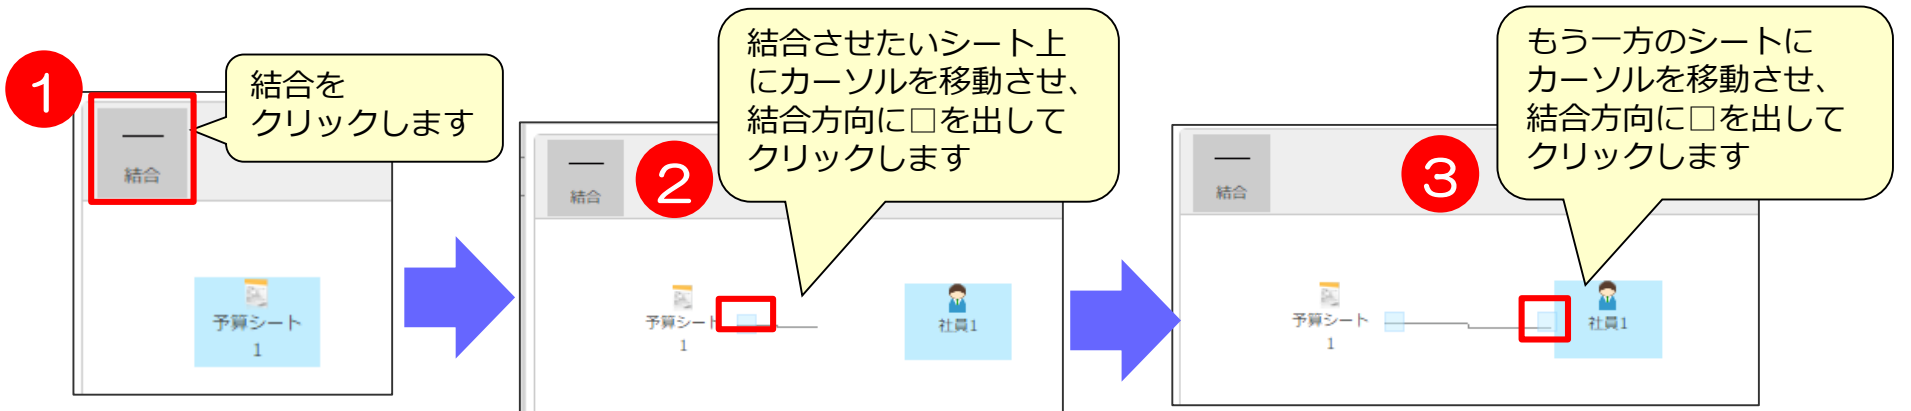 1
結合を
クリックします
結合
予算シート
1
2
結合させたいシート上
にカーソルを移動させ、
結合方向に□を出して
クリックします
結合
予算シート
1
社員1
3
もう一方のシートに
カーソルを移動させ、
結合方向に□を出して
クリックします
結合
予算シート
1
社員1